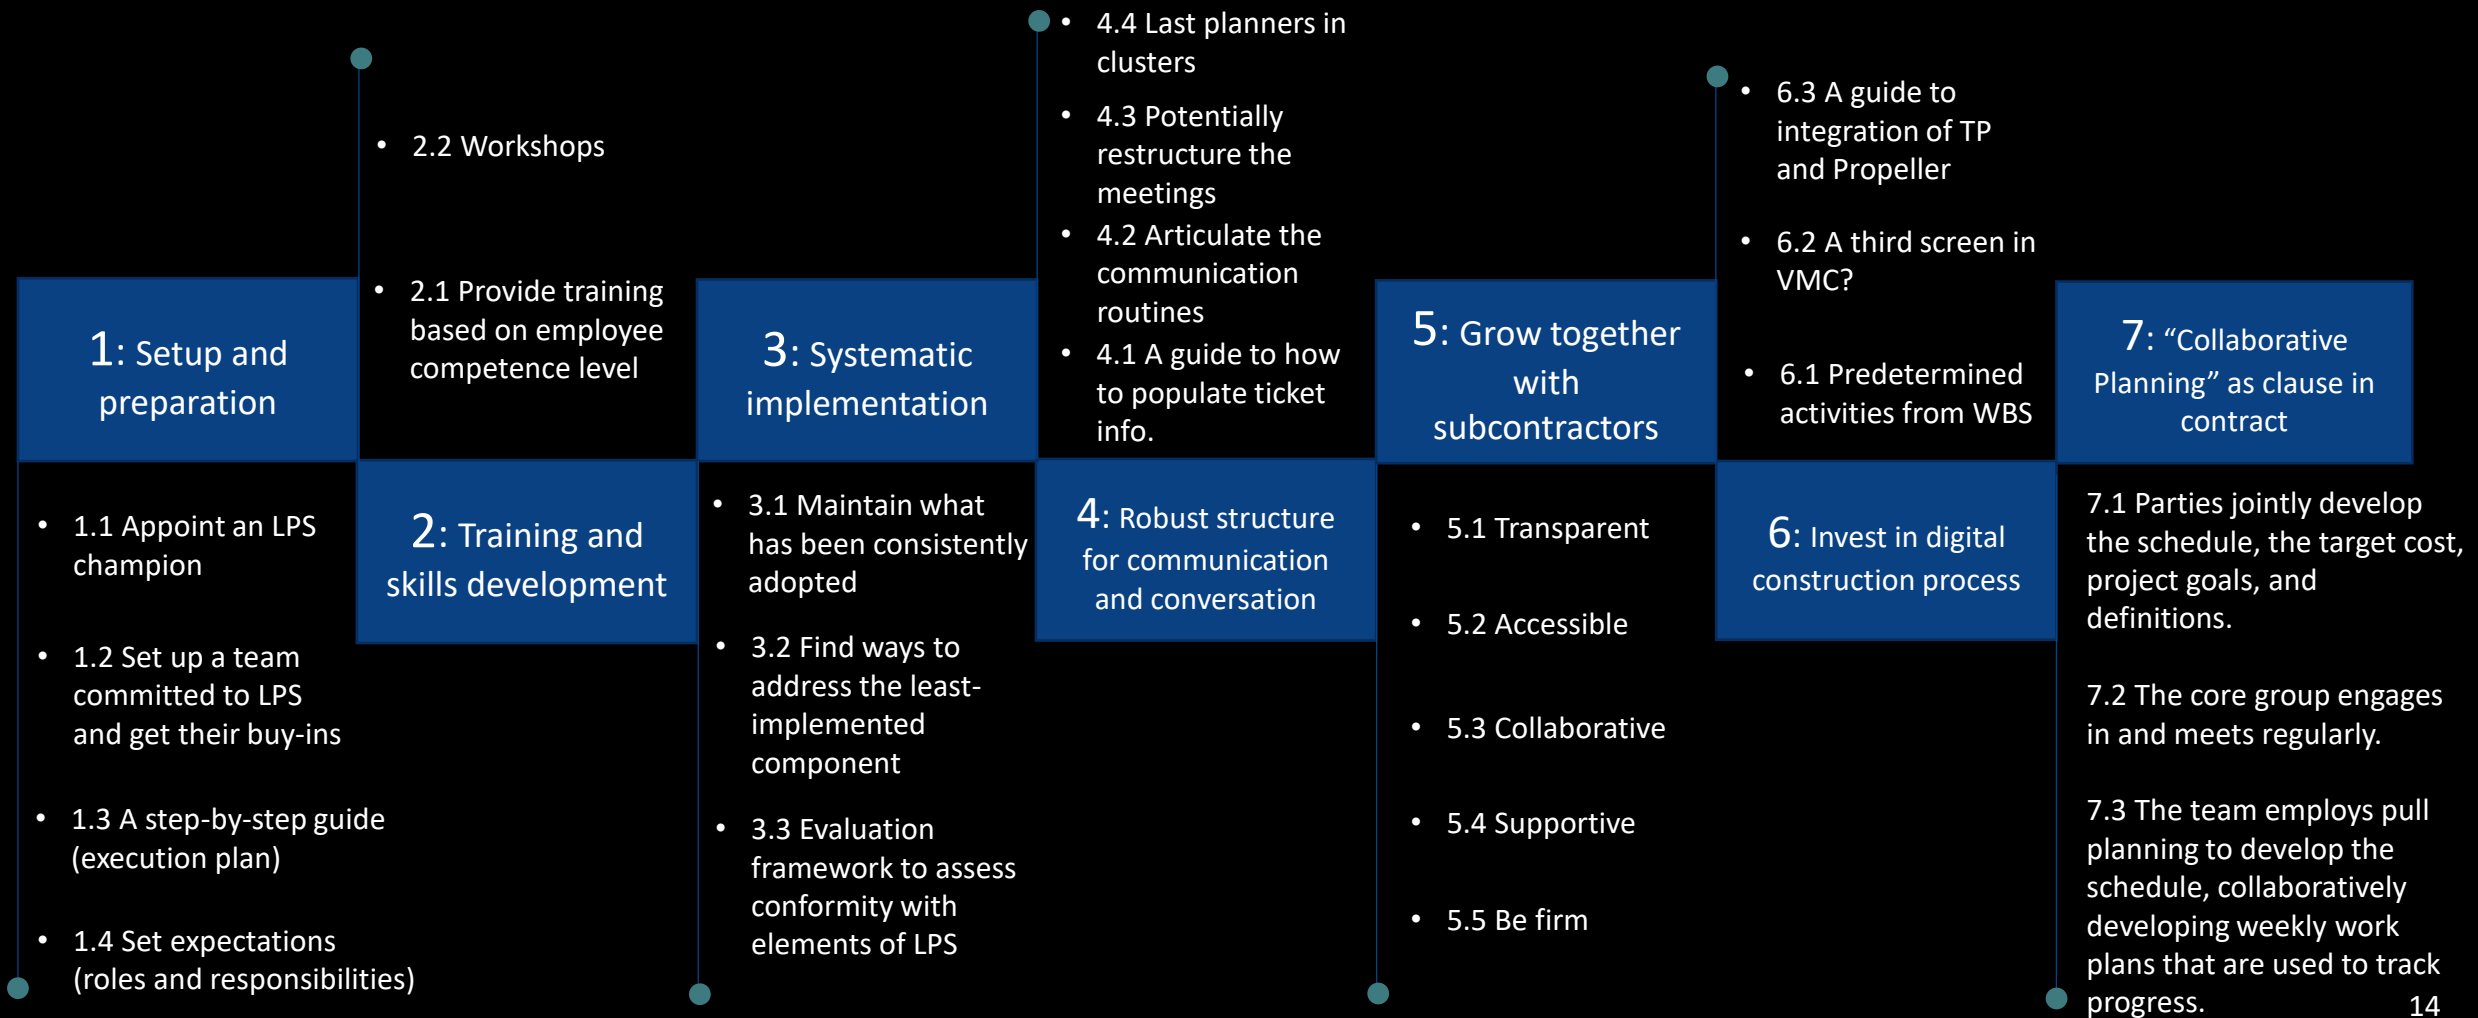 1: Setup and
preparation
• 1.1 Appoint an LPS
champion
• 1.2 Set up a team
committed to LPS
and get their buy-ins
• 1.3 A step-by-step guide
(execution plan)
• 1.4 Set expectations
(roles and responsibilities)
• 2.2 Workshops
• 2.1 Provide training
based on employee
competence level
2: Training and
skills development
3: Systematic
implementation
• 3.1 Maintain what
has been consistently
adopted
• 3.2 Find ways to
address the least-
implemented
component
• 3.3 Evaluation
framework to assess
conformity with
elements of LPS
• 4.4 Last planners in
clusters
• 4.3 Potentially
restructure the
meetings
• 4.2 Articulate the
communication
routines
• 4.1 A guide to how
to populate ticket
info.
4: Robust structure
for communication
and conversation
5: Grow together
with
subcontractors
• 5.1 Transparent
• 5.2 Accessible
• 5.3 Collaborative
• 5.4 Supportive
• 5.5 Be firm
• 6.3 A guide to
integration of TP
and Propeller
• 6.2 A third screen in
VMC?
• 6.1 Predetermined
activities from WBS
6: Invest in digital
construction process
7: “Collaborative
Planning” as clause in
contract
7.1 Parties jointly develop
the schedule, the target cost,
project goals, and
definitions.
7.2 The core group engages
in and meets regularly.
7.3 The team employs pull
planning to develop the
schedule, collaboratively
developing weekly work
plans that are used to track
progress.
14